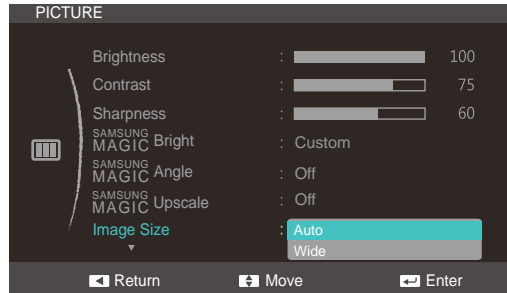 PICTURE
Brightness : 100
Contrast : 75
Sharpness : 60
SAMSUNG MAGIC Bright : Custom
SAMSUNG MAGIC Angle : Off
SAMSUNG MAGIC Upscale : Off
Image Size : Auto
Wide
Return Move Enter